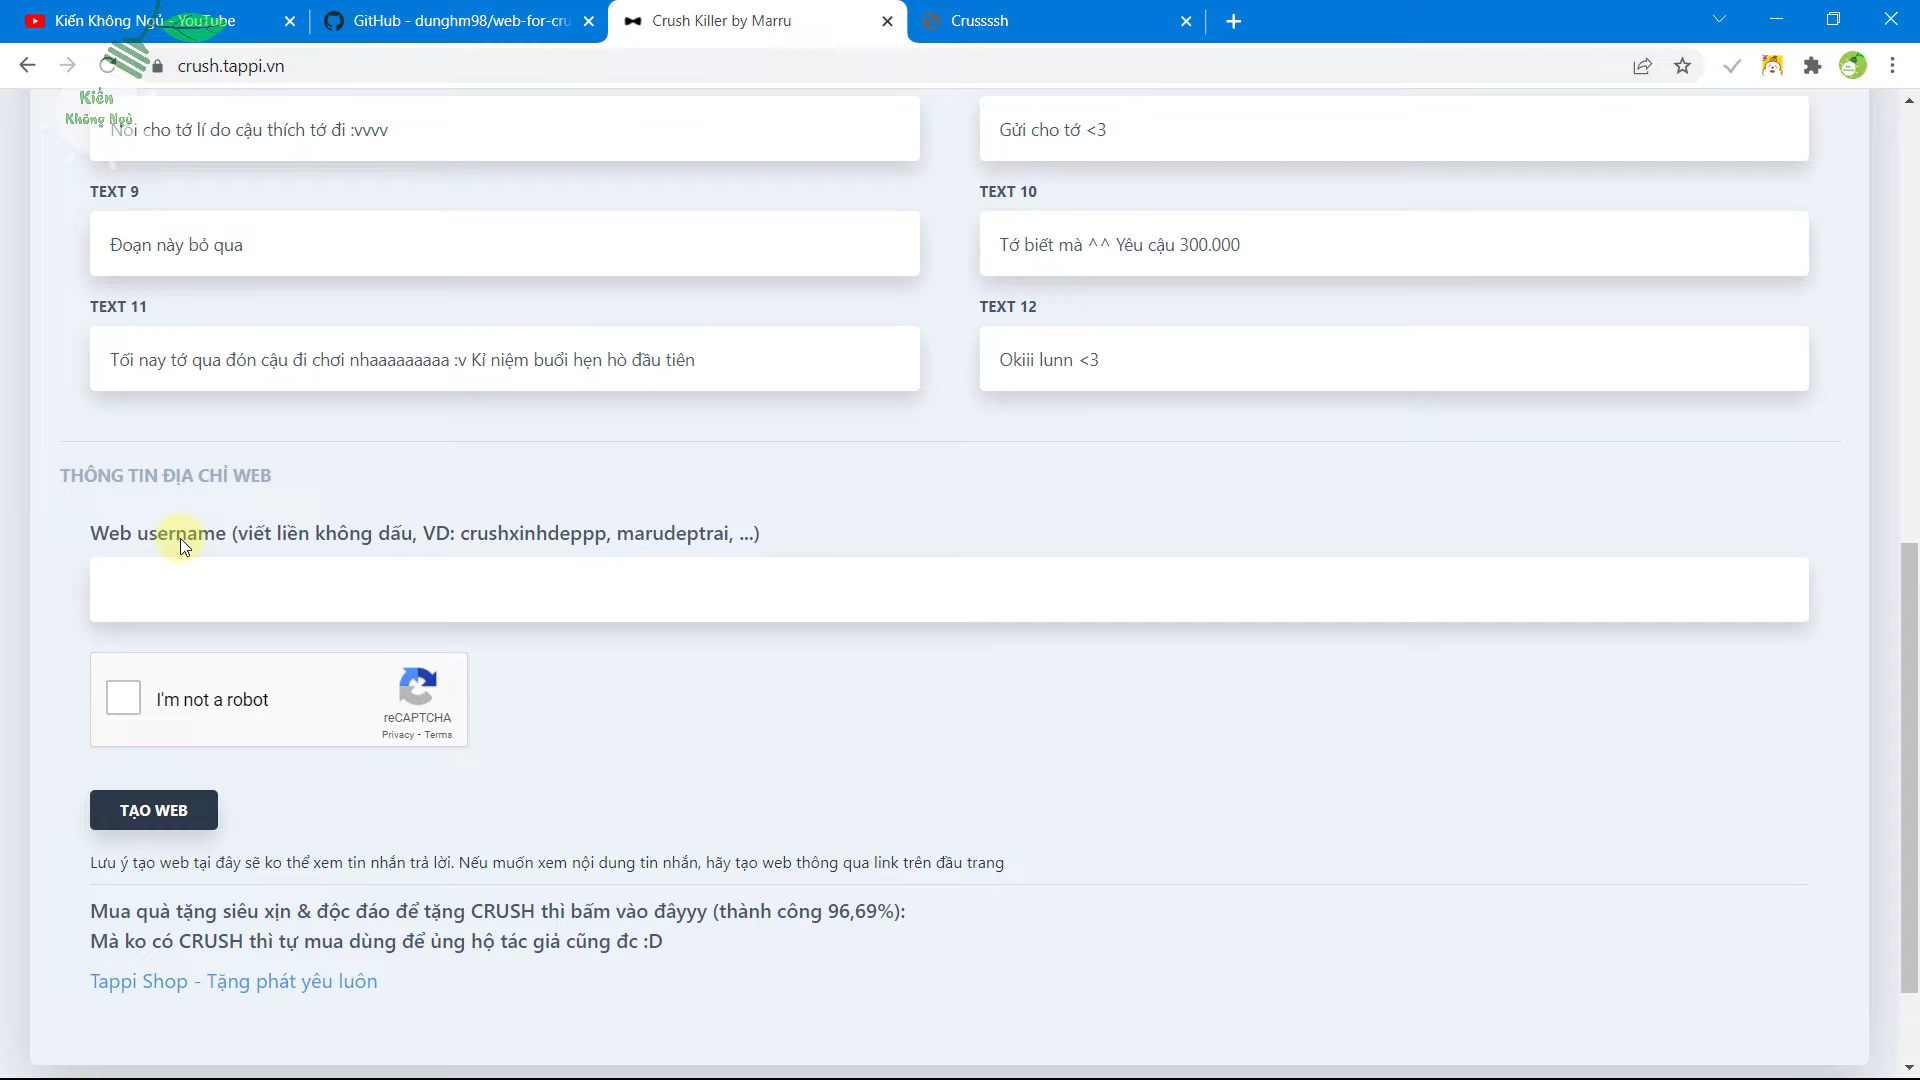 Kiến Không Ngủ - YouTube
GitHub - dunghm98/web-for-cru
Crush Killer by Marru
Crussssh
crush.tappi.vn
Kiến
Không Ngủ
Nói cho tớ lí do cậu thích tớ đi :vvvv
Gửi cho tớ <3
TEXT 9
TEXT 10
Đoạn này bỏ qua
Tớ biết mà ^^ Yêu cậu 300.000
TEXT 11
TEXT 12
Tối nay tớ qua đón cậu đi chơi nhaaaaaaaaa :v Kỉ niệm buổi hẹn hò đầu tiên
Okiii lunn <3
THÔNG TIN ĐỊA CHỈ WEB
Web username (viết liền không dấu, VD: crushxinhdeppp, marudeptrai, ...)
I'm not a robot
reCAPTCHA
Privacy - Terms
TẠO WEB
Lưu ý tạo web tại đây sẽ ko thể xem tin nhắn trả lời. Nếu muốn xem nội dung tin nhắn, hãy tạo web thông qua link trên đầu trang
Mua quà tặng siêu xịn & độc đáo để tặng CRUSH thì bấm vào đâyyy (thành công 96,69%):
Mà ko có CRUSH thì tự mua dùng để ủng hộ tác giả cũng đc :D
Tappi Shop - Tặng phát yêu luôn